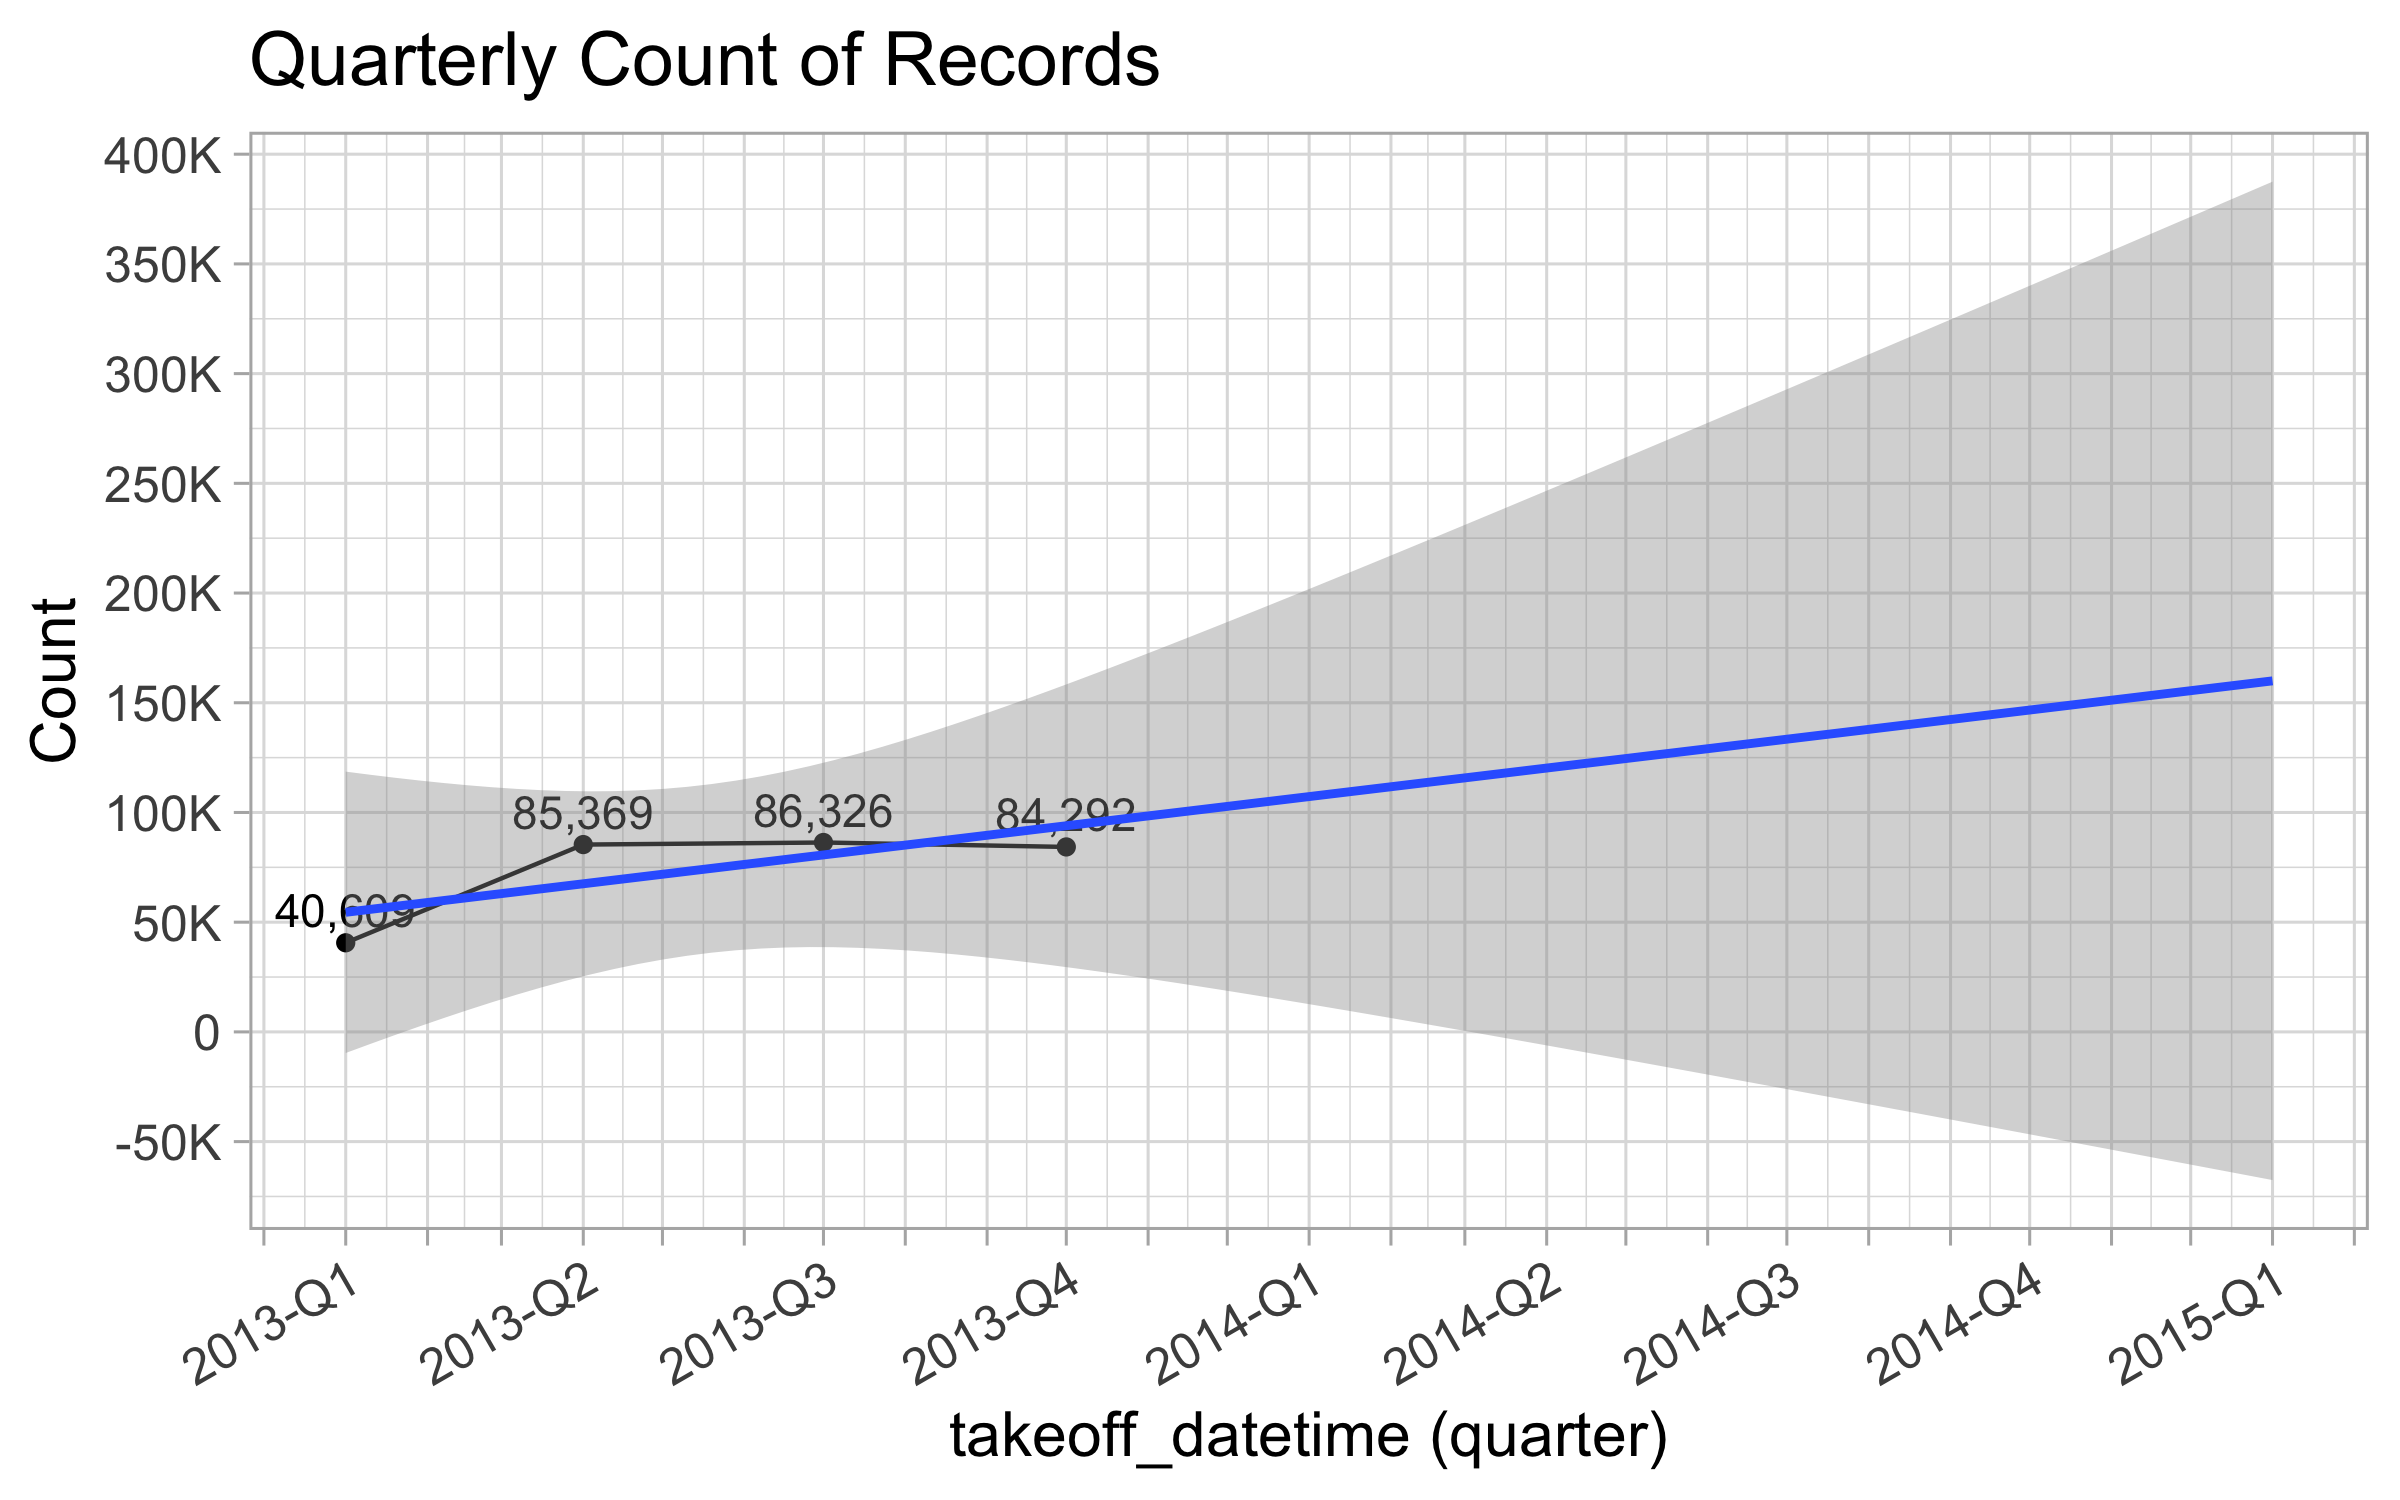 Quarterly Count of Records
400K
350K
300K
250K
200K
150K
100K
50K
0
-50K
Count
40,609
85,369
86,326
84,292
2013-Q1
2013-Q2
2013-Q3
2013-Q4
2014-Q1
2014-Q2
2014-Q3
2014-Q4
2015-Q1
takeoff_datetime (quarter)